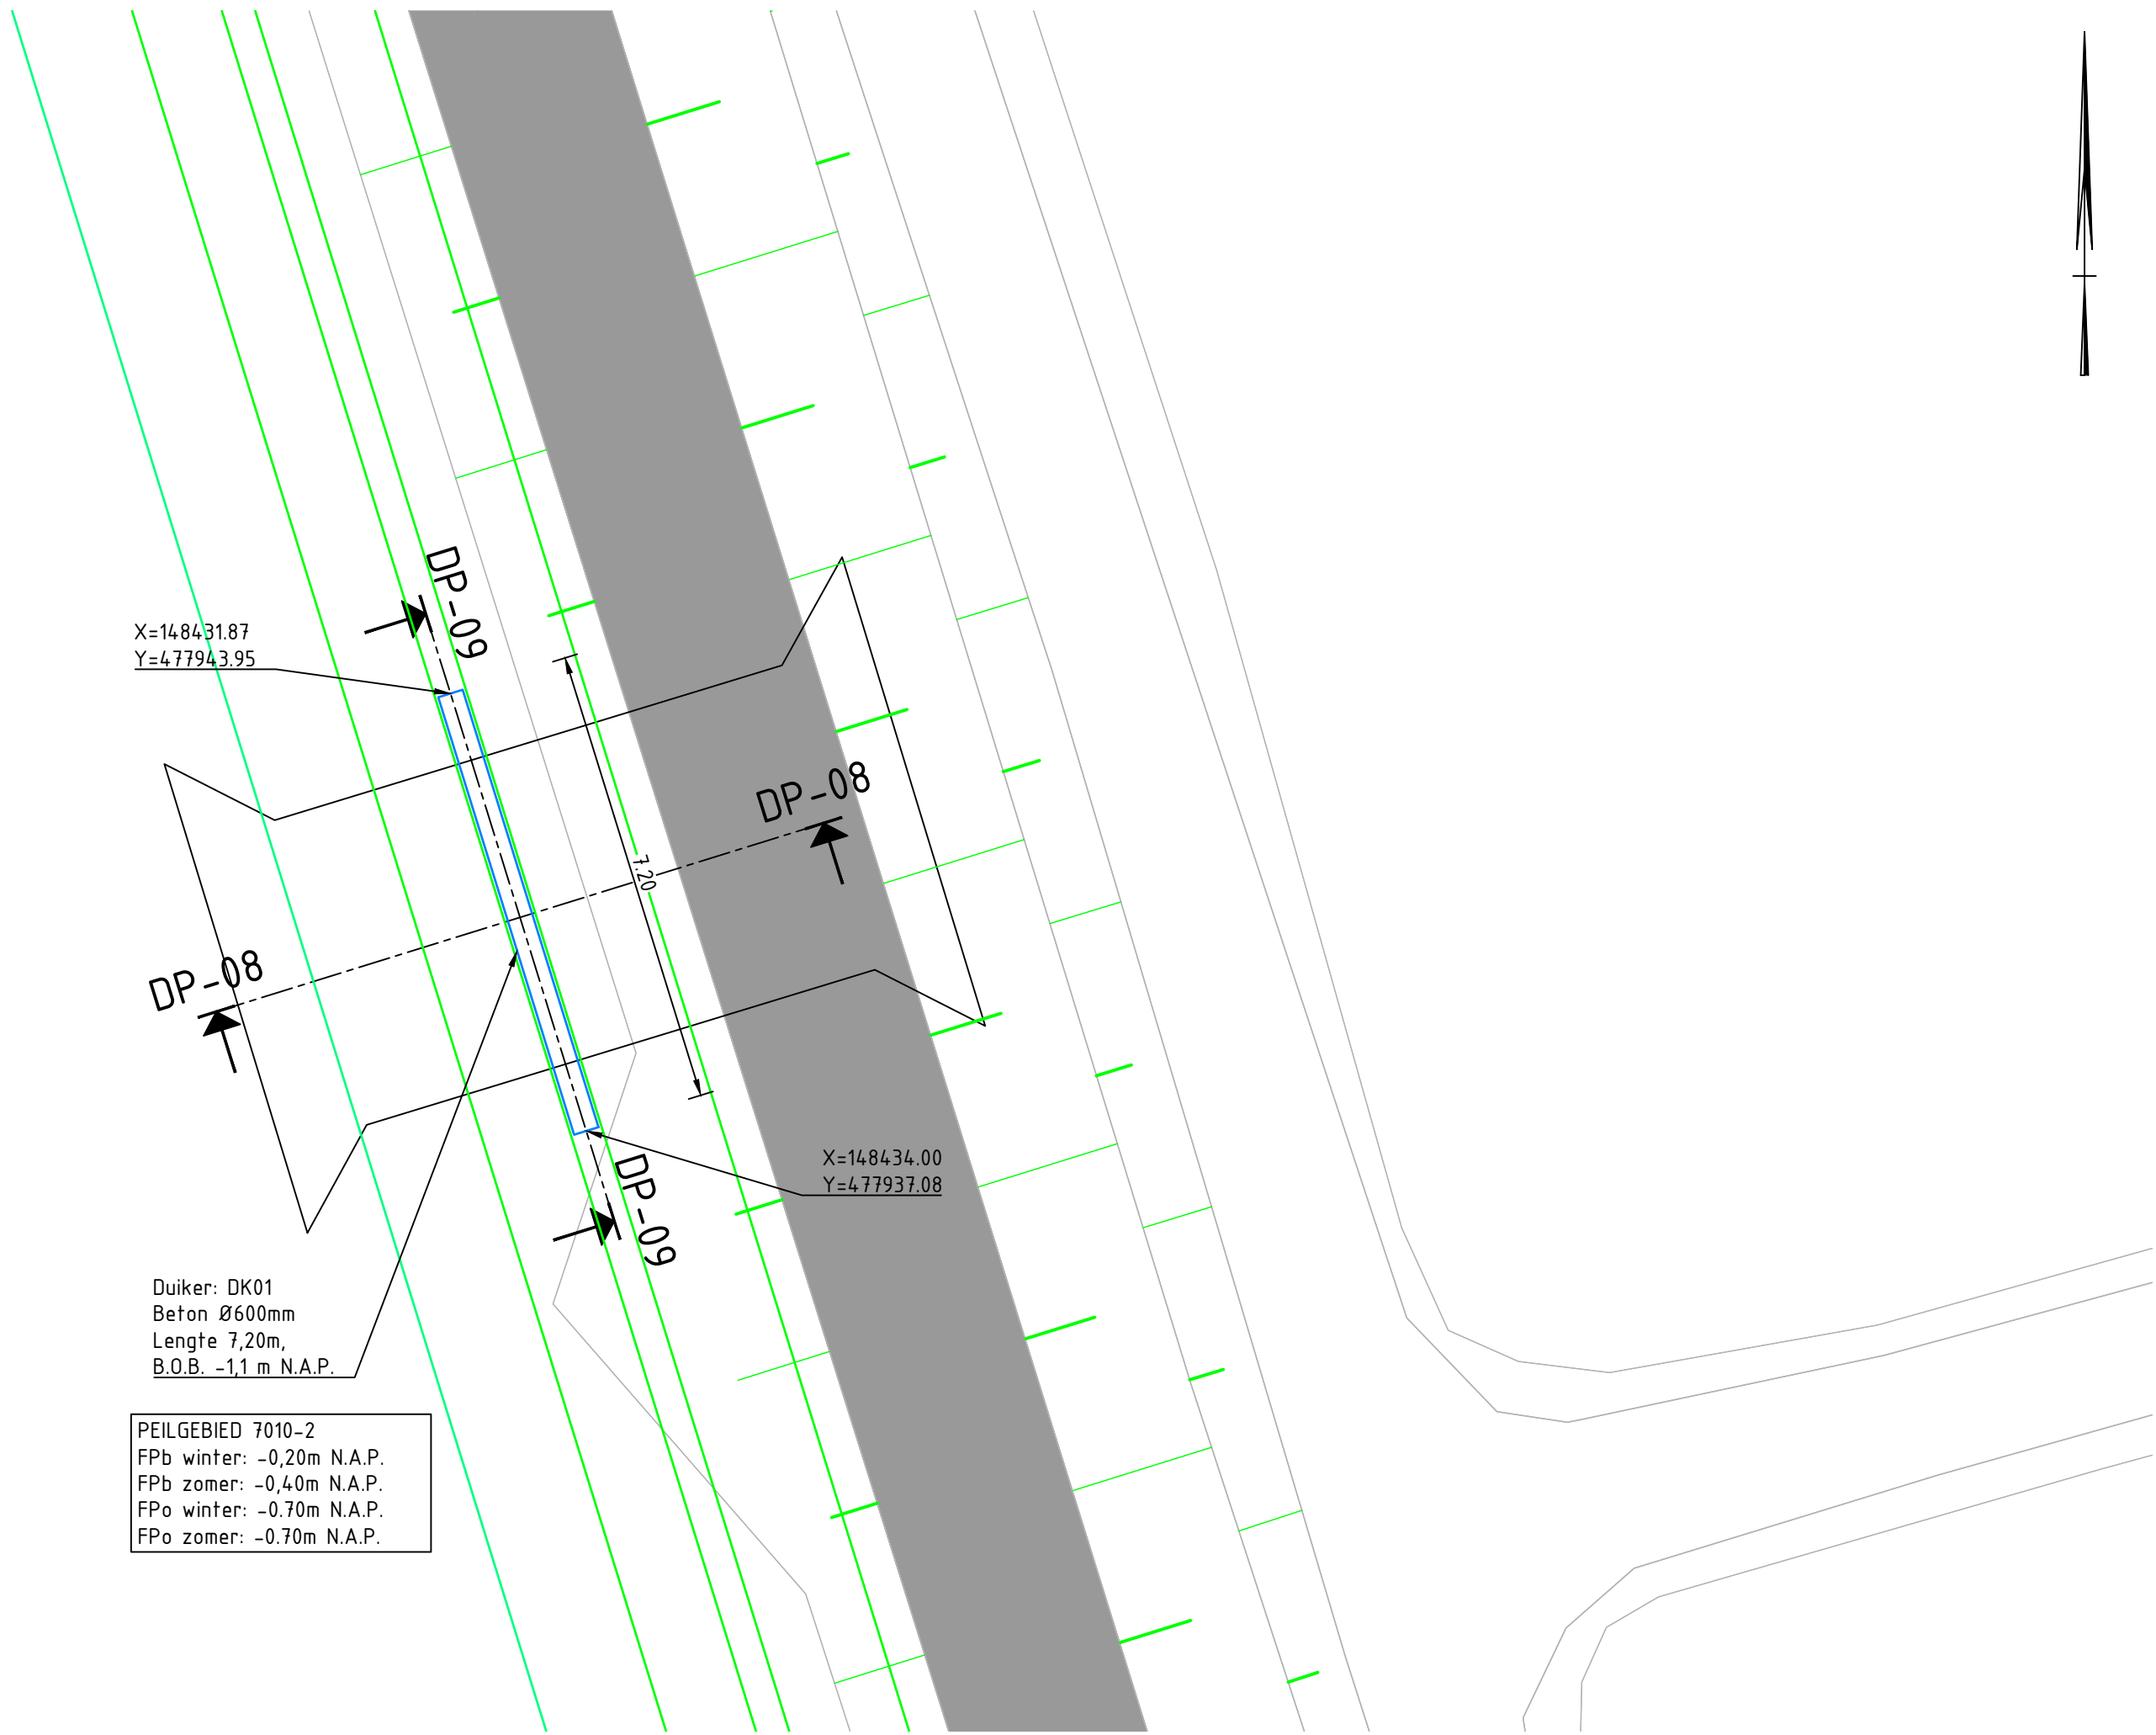 DP-09
X=148431.87
Y=477943.95
DP-08
7.20
DP-08
X=148434.00
Y=477937.08
DP-09
Duiker: DK01
Beton Ø600mm
Lengte 7,20m,
B.O.B. -1,1 m N.A.P.
PEILGEBIED 7010-2
FPb winter: -0,20m N.A.P.
FPb zomer: -0,40m N.A.P.
FPo winter: -0.70m N.A.P.
FPo zomer: -0.70m N.A.P.